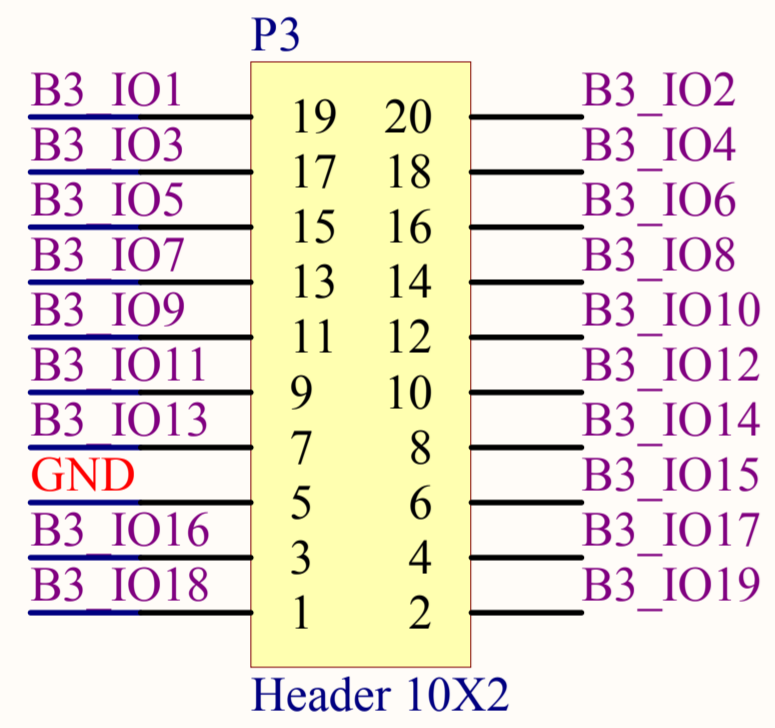 P3
B3_IO1 19 20 B3_IO2
B3_IO3 17 18 B3_IO4
B3_IO5 15 16 B3_IO6
B3_IO7 13 14 B3_IO8
B3_IO9 11 12 B3_IO10
B3_IO11 9 10 B3_IO12
B3_IO13 7 8 B3_IO14
GND 5 6 B3_IO15
B3_IO16 3 4 B3_IO17
B3_IO18 1 2 B3_IO19
Header 10X2